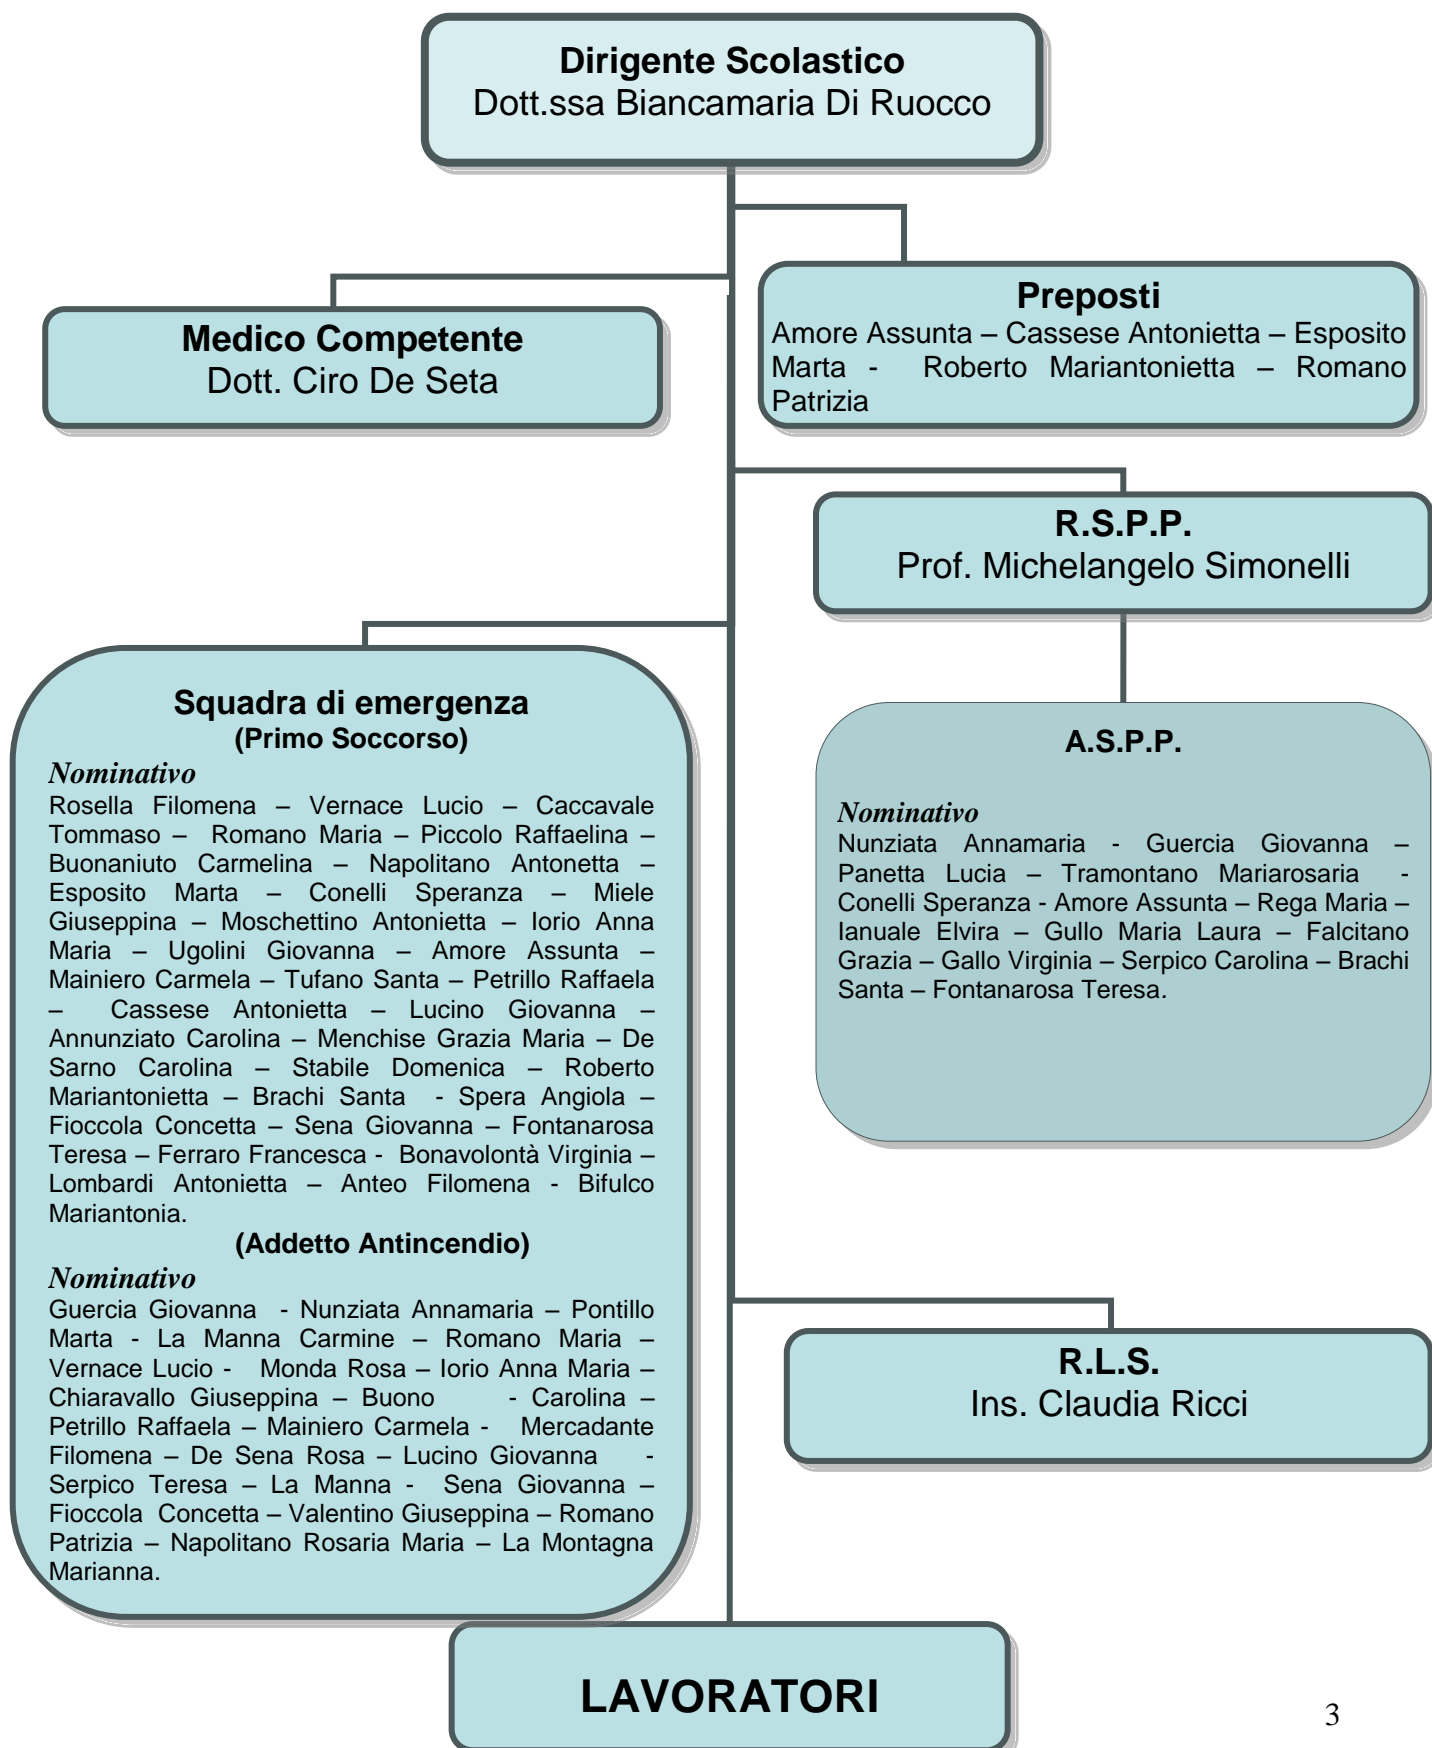 Dirigente Scolastico
Dott.ssa Biancamaria Di Ruocco
Preposti
Amore Assunta – Cassese Antonietta – Esposito
Marta - Roberto Mariantonietta – Romano
Patrizia
Medico Competente
Dott. Ciro De Seta
R.S.P.P.
Prof. Michelangelo Simonelli
Squadra di emergenza
(Primo Soccorso)
Nominativo
Rosella Filomena – Vernace Lucio – Caccavale
Tommaso – Romano Maria – Piccolo Raffaelina –
Buonaniuto Carmelina – Napolitano Antonetta –
Esposito Marta – Conelli Speranza – Miele
Giuseppina – Moschettino Antonietta – Iorio Anna
Maria – Ugolini Giovanna – Amore Assunta –
Mainiero Carmela – Tufano Santa – Petrillo Raffaela
– Cassese Antonietta – Lucino Giovanna –
Annunziato Carolina – Menchise Grazia Maria – De
Sarno Carolina – Stabile Domenica – Roberto
Mariantonietta – Brachi Santa - Spera Angiola –
Fioccola Concetta – Sena Giovanna – Fontanarosa
Teresa – Ferraro Francesca - Bonavolontà Virginia –
Lombardi Antonietta – Anteo Filomena - Bifulco
Mariantonia.
(Addetto Antincendio)
Nominativo
Guercia Giovanna - Nunziata Annamaria – Pontillo
Marta - La Manna Carmine – Romano Maria –
Vernace Lucio - Monda Rosa – Iorio Anna Maria –
Chiaravallo Giuseppina – Buono - Carolina –
Petrillo Raffaela – Mainiero Carmela - Mercadante
Filomena – De Sena Rosa – Lucino Giovanna -
Serpico Teresa – La Manna - Sena Giovanna –
Fioccola Concetta – Valentino Giuseppina – Romano
Patrizia – Napolitano Rosaria Maria – La Montagna
Marianna.
A.S.P.P.
Nominativo
Nunziata Annamaria - Guercia Giovanna –
Panetta Lucia – Tramontano Mariarosaria -
Conelli Speranza - Amore Assunta – Rega Maria –
Ianuale Elvira – Gullo Maria Laura – Falcitano
Grazia – Gallo Virginia – Serpico Carolina – Brachi
Santa – Fontanarosa Teresa.
R.L.S.
Ins. Claudia Ricci
LAVORATORI
3